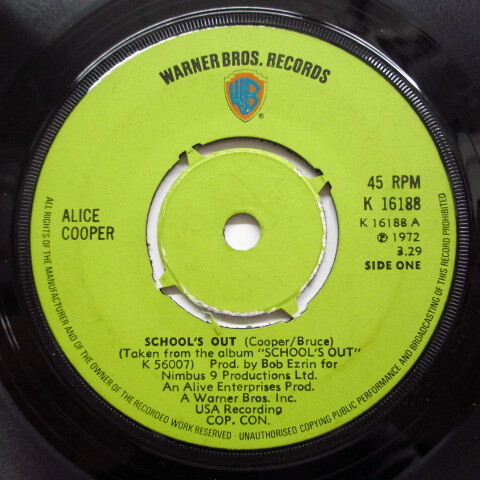 WARNER BROS. RECORDS
WB
®
ALICE
COOPER
45 RPM
K 16188
K 16188 A
℗ 1972
3.29
SIDE ONE
SCHOOL'S OUT (Cooper/Bruce)
(Taken from the album "SCHOOL'S OUT"
K 56007) Prod. by Bob Ezrin for
Nimbus 9 Productions Ltd.
An Alive Enterprises Prod.
A Warner Bros. Inc.
USA Recording
COP. CON.
ALL RIGHTS OF THE MANUFACTURER AND OF THE OWNER OF THE RECORDED WORK RESERVED · UNAUTHORISED COPYING PUBLIC PERFORMANCE AND BROADCASTING OF THIS RECORD PROHIBITED